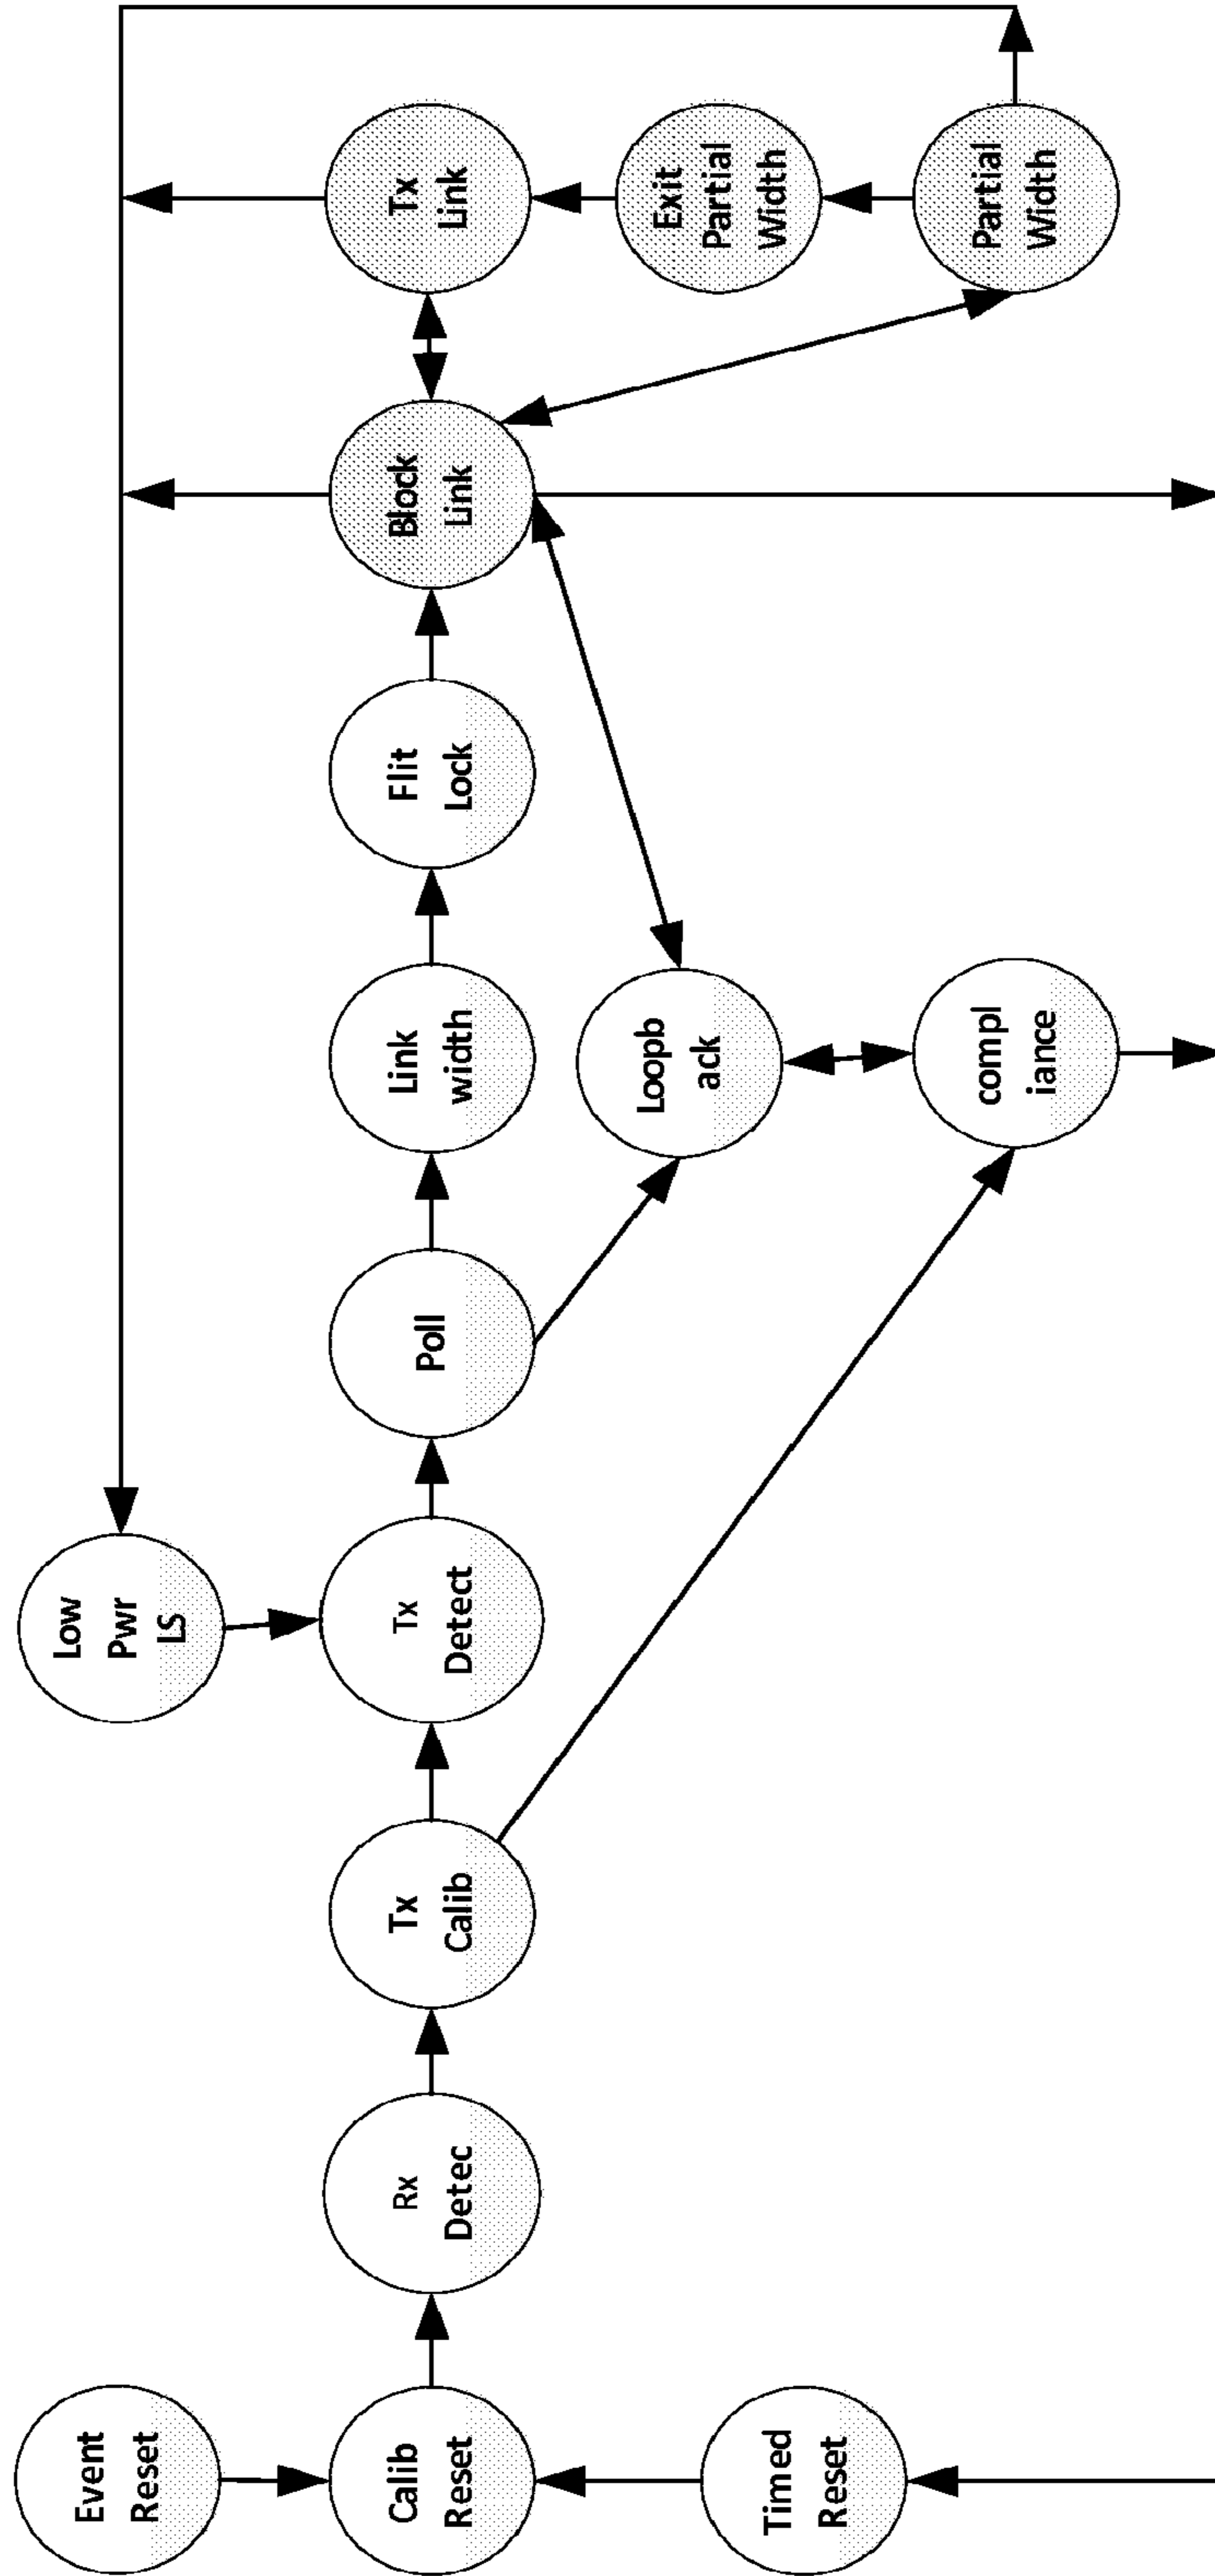 Event
Reset
Low
Pwr
LS
Calib
Reset
Rx
Detec
Tx
Calib
Tx
Detect
Poll
Link
width
Flit
Lock
Block
Link
Tx
Link
Loopb
ack
Exit
Partial
Width
Timed
Reset
compl
iance
Partial
Width